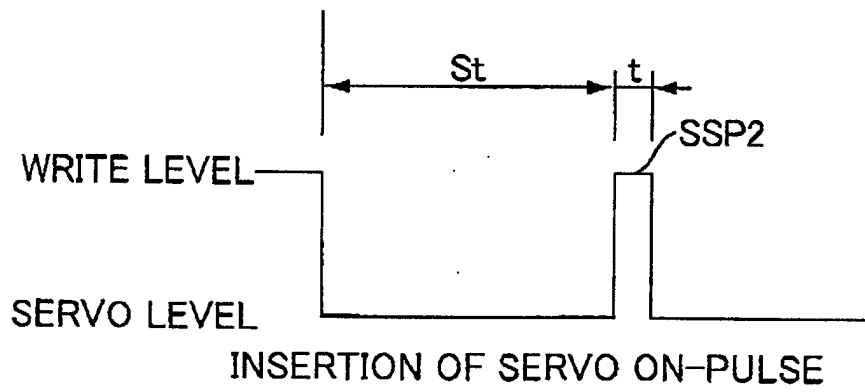 St
t
SSP2
WRITE LEVEL
SERVO LEVEL
INSERTION OF SERVO ON-PULSE